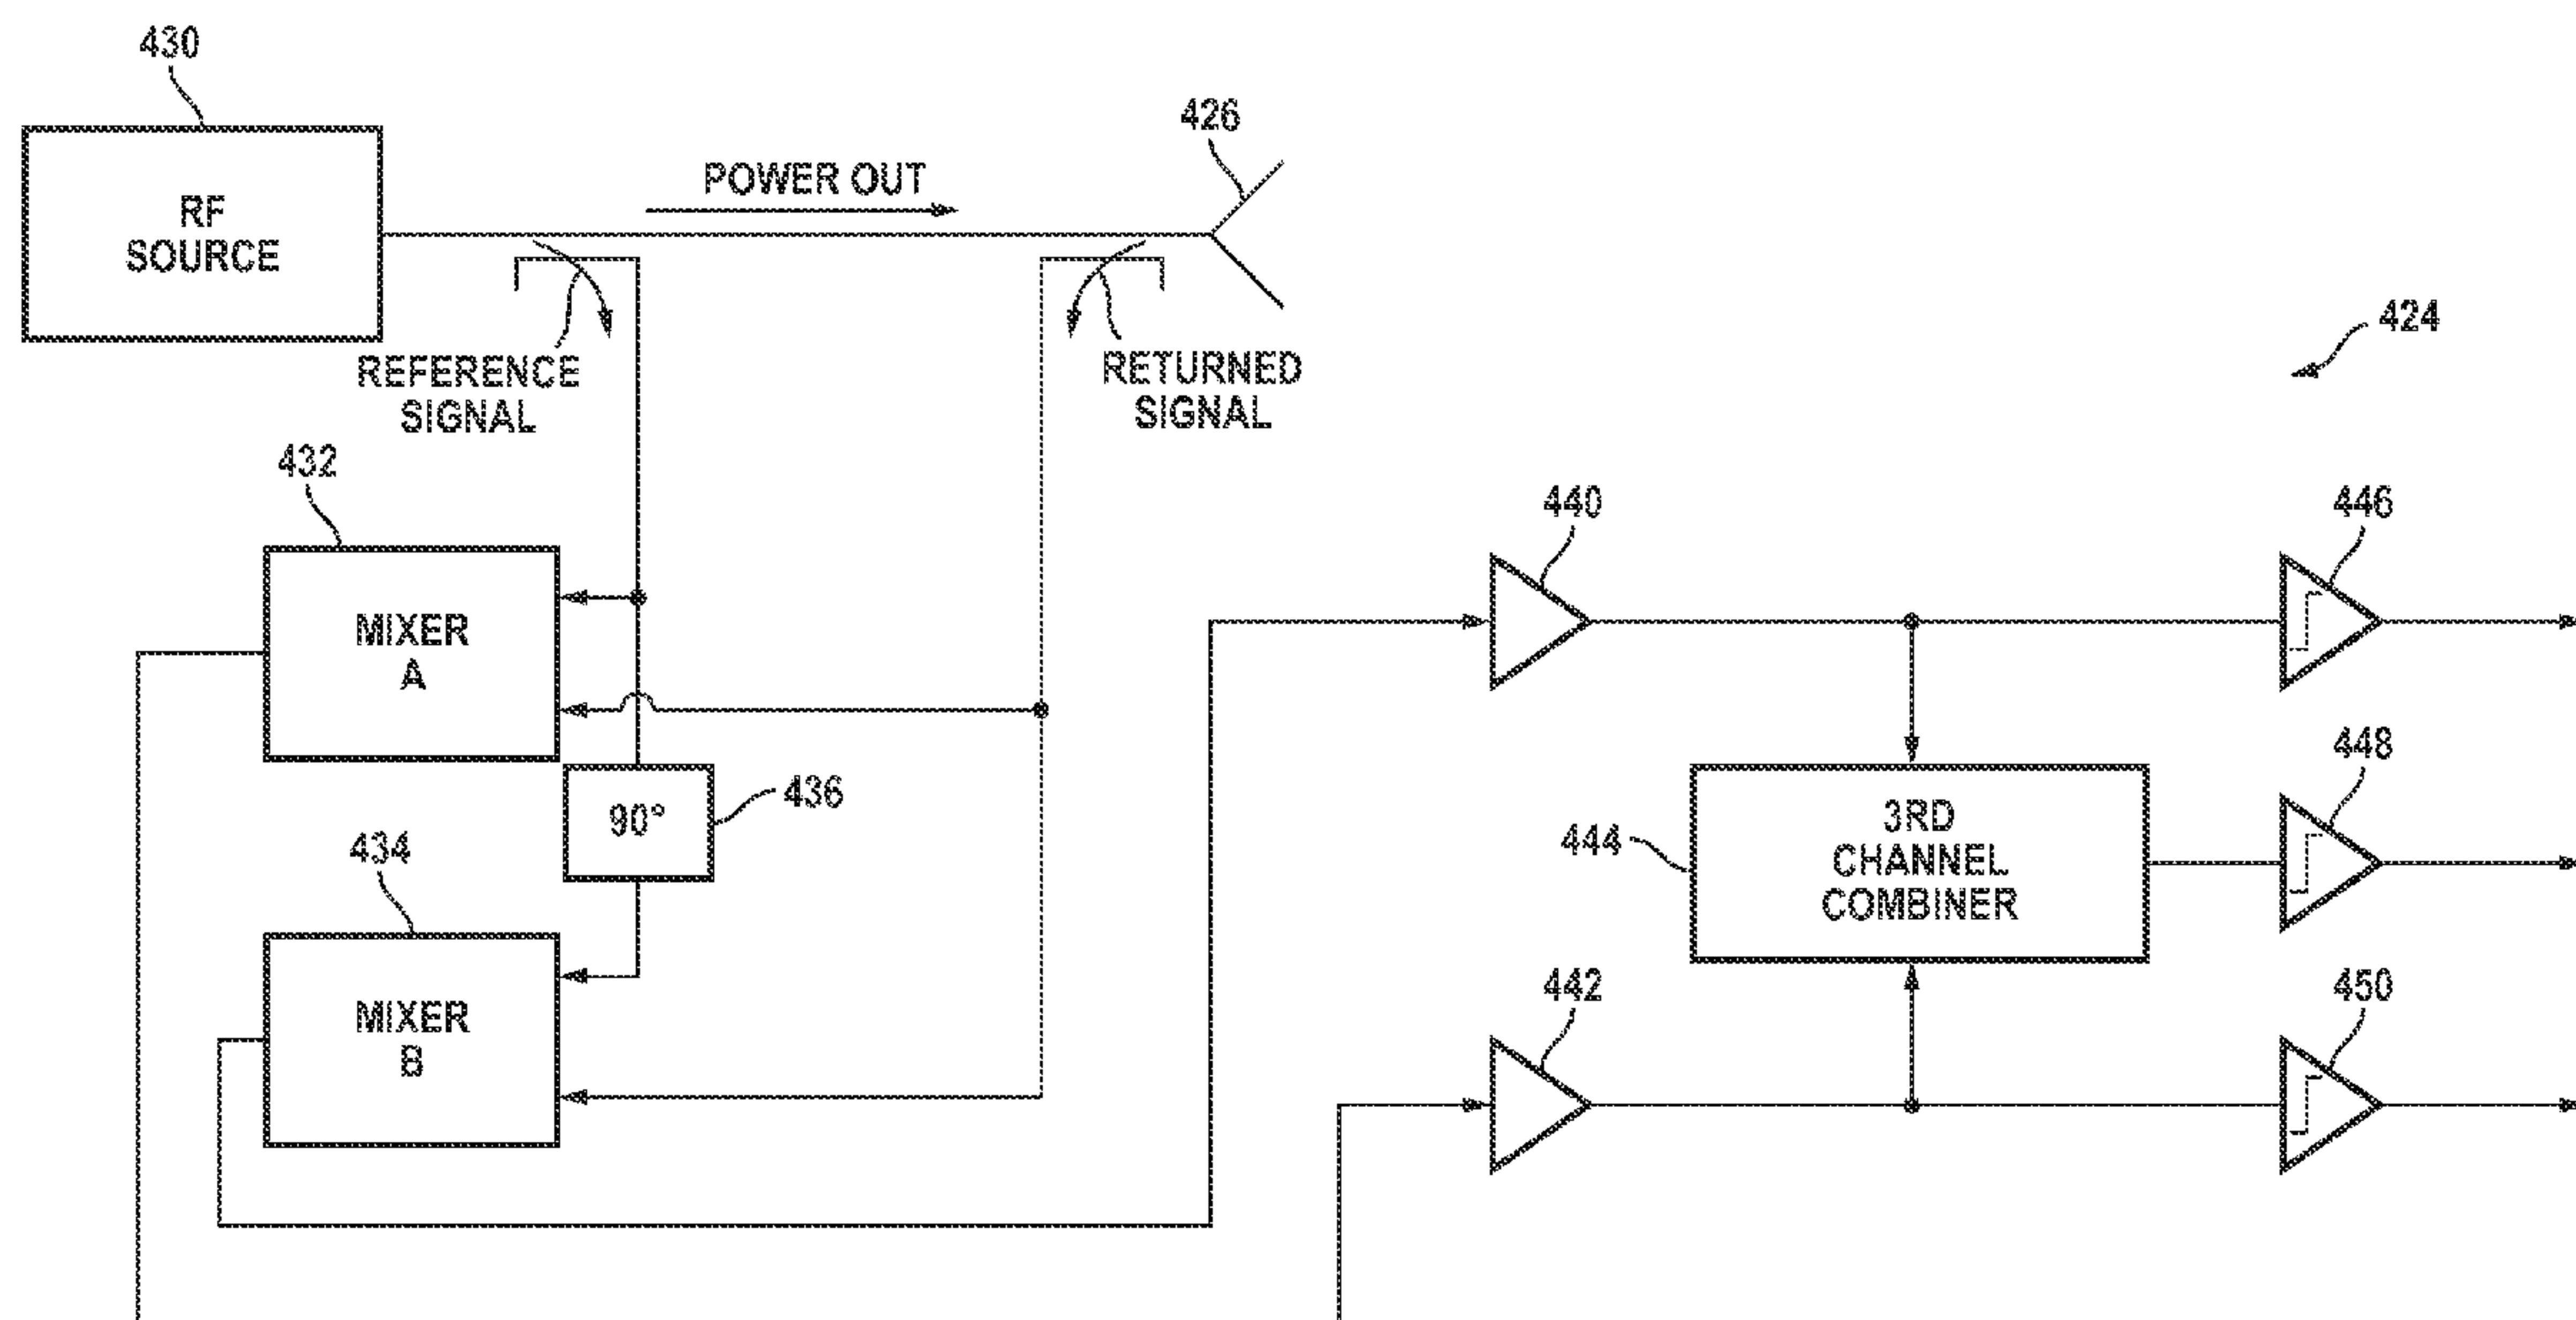 430
RF
SOURCE
POWER OUT
426
REFERENCE
SIGNAL
RETURNED
SIGNAL
424
432
MIXER
A
440
446
90°
436
434
MIXER
B
444
3RD
CHANNEL
COMBINER
448
442
450